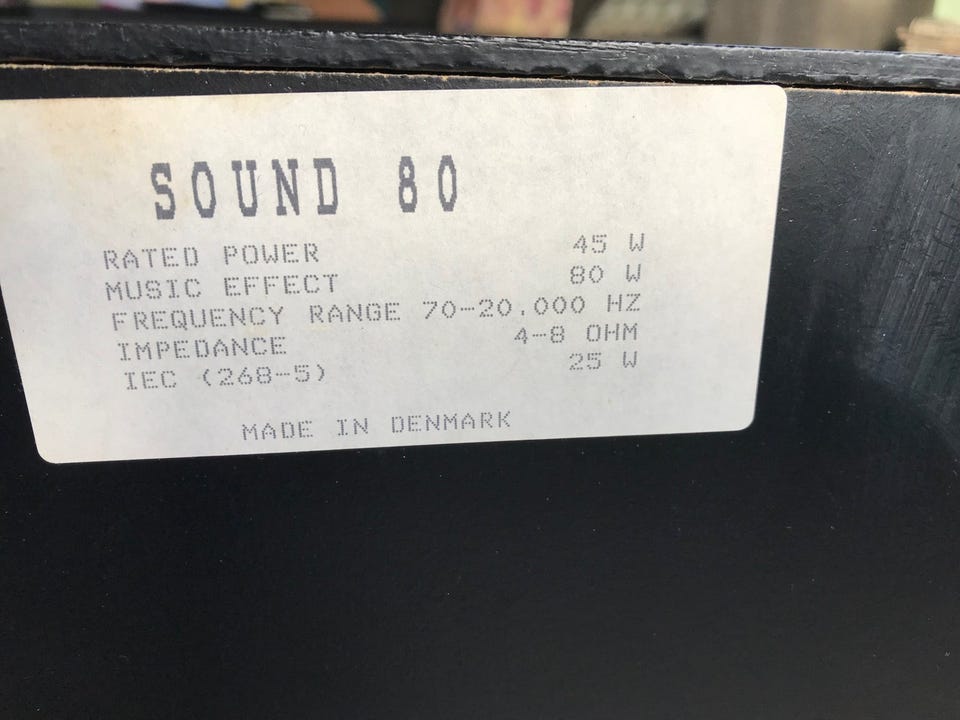 SOUND 80
RATED POWER 45 W
MUSIC EFFECT 80 W
FREQUENCY RANGE 70-20.000 HZ
IMPEDANCE 4-8 OHM
IEC (268-5) 25 W
MADE IN DENMARK